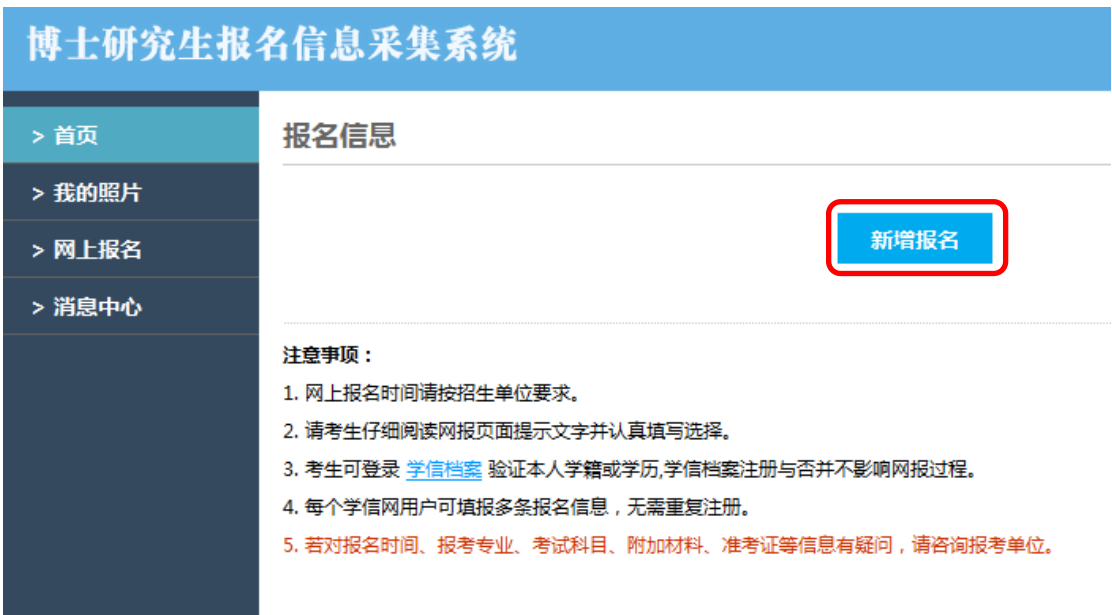 博士研究生报名信息采集系统
> 首页
> 我的照片
> 网上报名
> 消息中心
报名信息
新增报名
注意事项：
1. 网上报名时间请按招生单位要求。
2. 请考生仔细阅读网报页面提示文字并认真填写选择。
3. 考生可登录 学信档案 验证本人学籍或学历,学信档案注册与否并不影响网报过程。
4. 每个学信网用户可填报多条报名信息，无需重复注册。
5. 若对报名时间、报考专业、考试科目、附加材料、准考证等信息有疑问，请咨询报考单位。